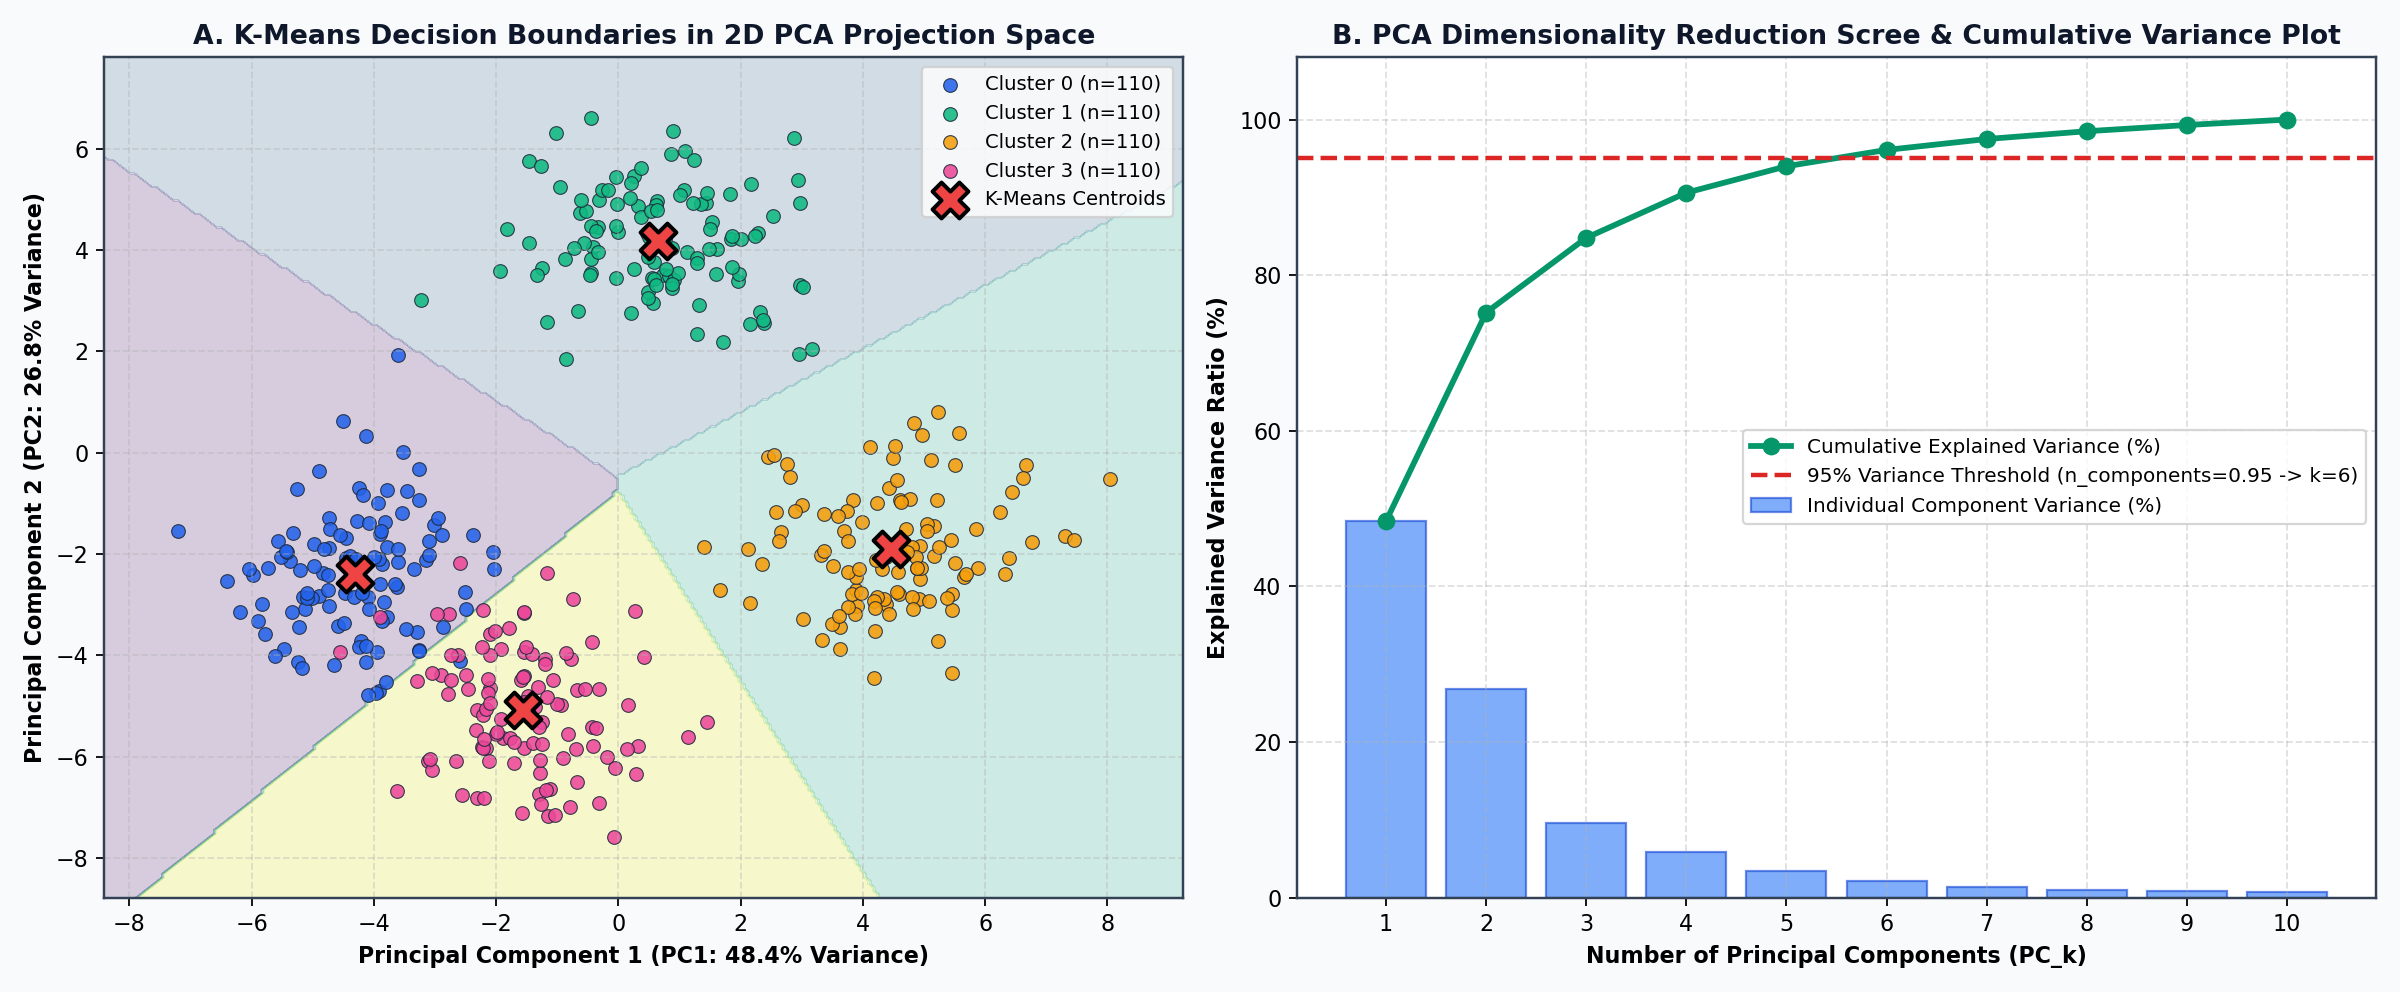 A. K-Means Decision Boundaries in 2D PCA Projection Space
Principal Component 2 (PC2: 26.8% Variance)
6
4
2
0
−2
−4
−6
−8
Cluster 0 (n=110)
Cluster 1 (n=110)
Cluster 2 (n=110)
Cluster 3 (n=110)
K-Means Centroids
−8 −6 −4 −2 0 2 4 6 8
Principal Component 1 (PC1: 48.4% Variance)
B. PCA Dimensionality Reduction Scree & Cumulative Variance Plot
Explained Variance Ratio (%)
100
80
60
40
20
0
Cumulative Explained Variance (%)
95% Variance Threshold (n_components=0.95 -> k=6)
Individual Component Variance (%)
1 2 3 4 5 6 7 8 9 10
Number of Principal Components (PC_k)